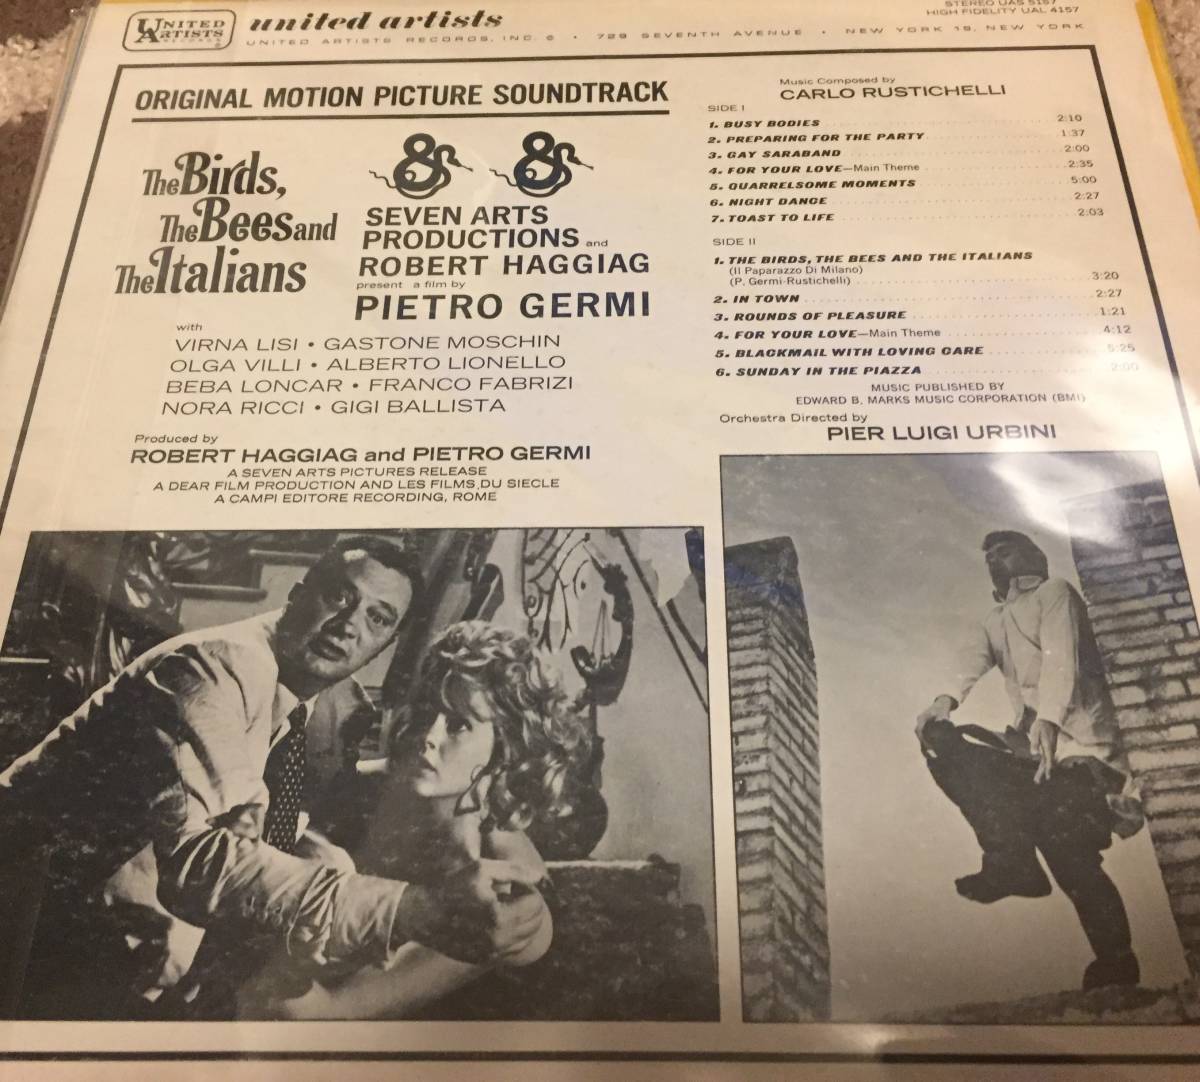 UNITED
ARTISTS
RECORDS
united artists
UNITED ARTISTS RECORDS, INC. • 729 SEVENTH AVENUE • NEW YORK 19, NEW YORK
STEREO UAS 5157
HIGH FIDELITY UAL 4157
ORIGINAL MOTION PICTURE SOUNDTRACK
The Birds,
The Bees and
The Italians
SEVEN ARTS
PRODUCTIONS and
ROBERT HAGGIAG
present a film by
PIETRO GERMI
with
VIRNA LISI • GASTONE MOSCHIN
OLGA VILLI • ALBERTO LIONELLO
BEBA LONCAR • FRANCO FABRIZI
NORA RICCI • GIGI BALLISTA
Produced by
ROBERT HAGGIAG and PIETRO GERMI
A SEVEN ARTS PICTURES RELEASE
A DEAR FILM PRODUCTION AND LES FILMS DU SIECLE
A CAMPI EDITORE RECORDING, ROME
Music Composed by
CARLO RUSTICHELLI
SIDE I
1. BUSY BODIES 2:10
2. PREPARING FOR THE PARTY 1:37
3. GAY SARABAND 2:00
4. FOR YOUR LOVE—Main Theme 2:35
5. QUARRELSOME MOMENTS 5:00
6. NIGHT DANCE 2:27
7. TOAST TO LIFE 2:03
SIDE II
1. THE BIRDS, THE BEES AND THE ITALIANS
(Il Paparazzo Di Milano)
(P. Germi-Rustichelli) 3:20
2. IN TOWN 2:27
3. ROUNDS OF PLEASURE 1:21
4. FOR YOUR LOVE—Main Theme 4:12
5. BLACKMAIL WITH LOVING CARE 5:25
6. SUNDAY IN THE PIAZZA 2:00
MUSIC PUBLISHED BY
EDWARD B. MARKS MUSIC CORPORATION (BMI)
Orchestra Directed by
PIER LUIGI URBINI